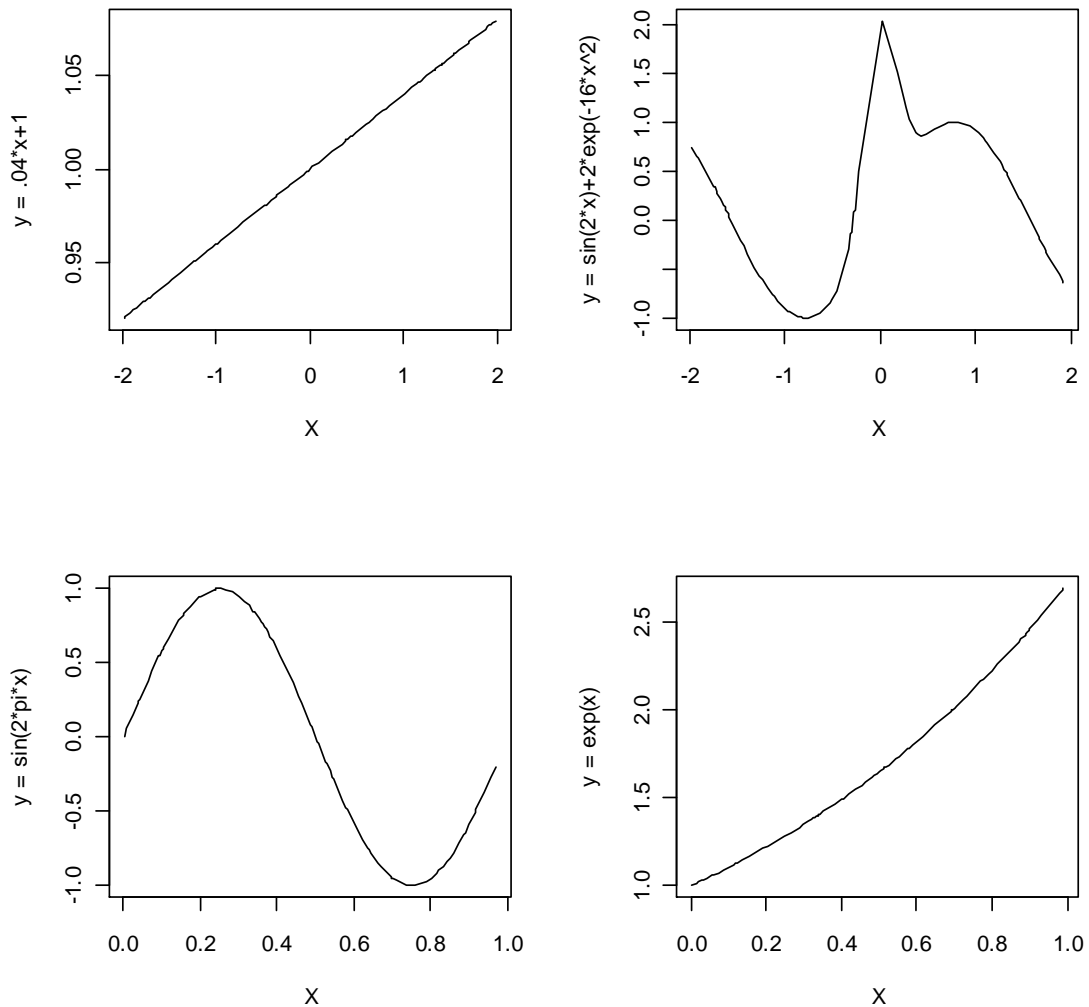 y = .04*x+1
1.05
1.00
0.95
-2 -1 0 1 2
X
y = sin(2*x)+2*exp(-16*x^2)
2.0
1.5
1.0
0.5
0.0
-1.0
-2 -1 0 1 2
X
y = sin(2*pi*x)
1.0
0.5
0.0
-0.5
-1.0
0.0 0.2 0.4 0.6 0.8 1.0
X
y = exp(x)
2.5
2.0
1.5
1.0
0.0 0.2 0.4 0.6 0.8 1.0
X